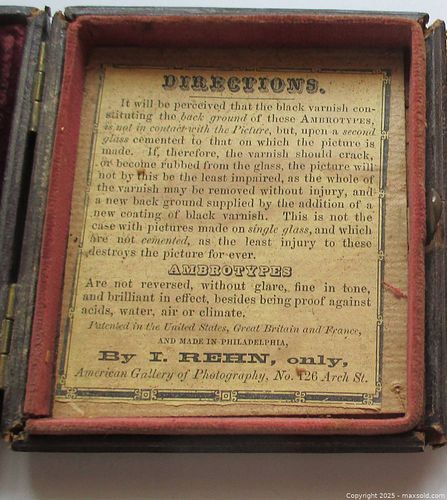 DIRECTIONS.
It will be perceived that the black varnish con-
stituting the back ground of these AMBROTYPES,
is not in contact with the Picture, but, upon a second
glass cemented to that on which the picture is
made. If, therefore, the varnish should crack,
or become rubbed from the glass, the picture will
not by this be the least impaired, as the whole of
the varnish may be removed without injury, and
a new back ground supplied by the addition of a
new coating of black varnish. This is not the
case with pictures made on single glass, and which
are not cemented, as the least injury to these
destroys the picture for ever.
AMBROTYPES
Are not reversed, without glare, fine in tone,
and brilliant in effect, besides being proof against
acids, water, air or climate.
Patented in the United States, Great Britain and France,
AND MADE IN PHILADELPHIA,
By I. REHN, only,
American Gallery of Photography, No. 126 Arch St.
Copyright 2025 - maxsold.com